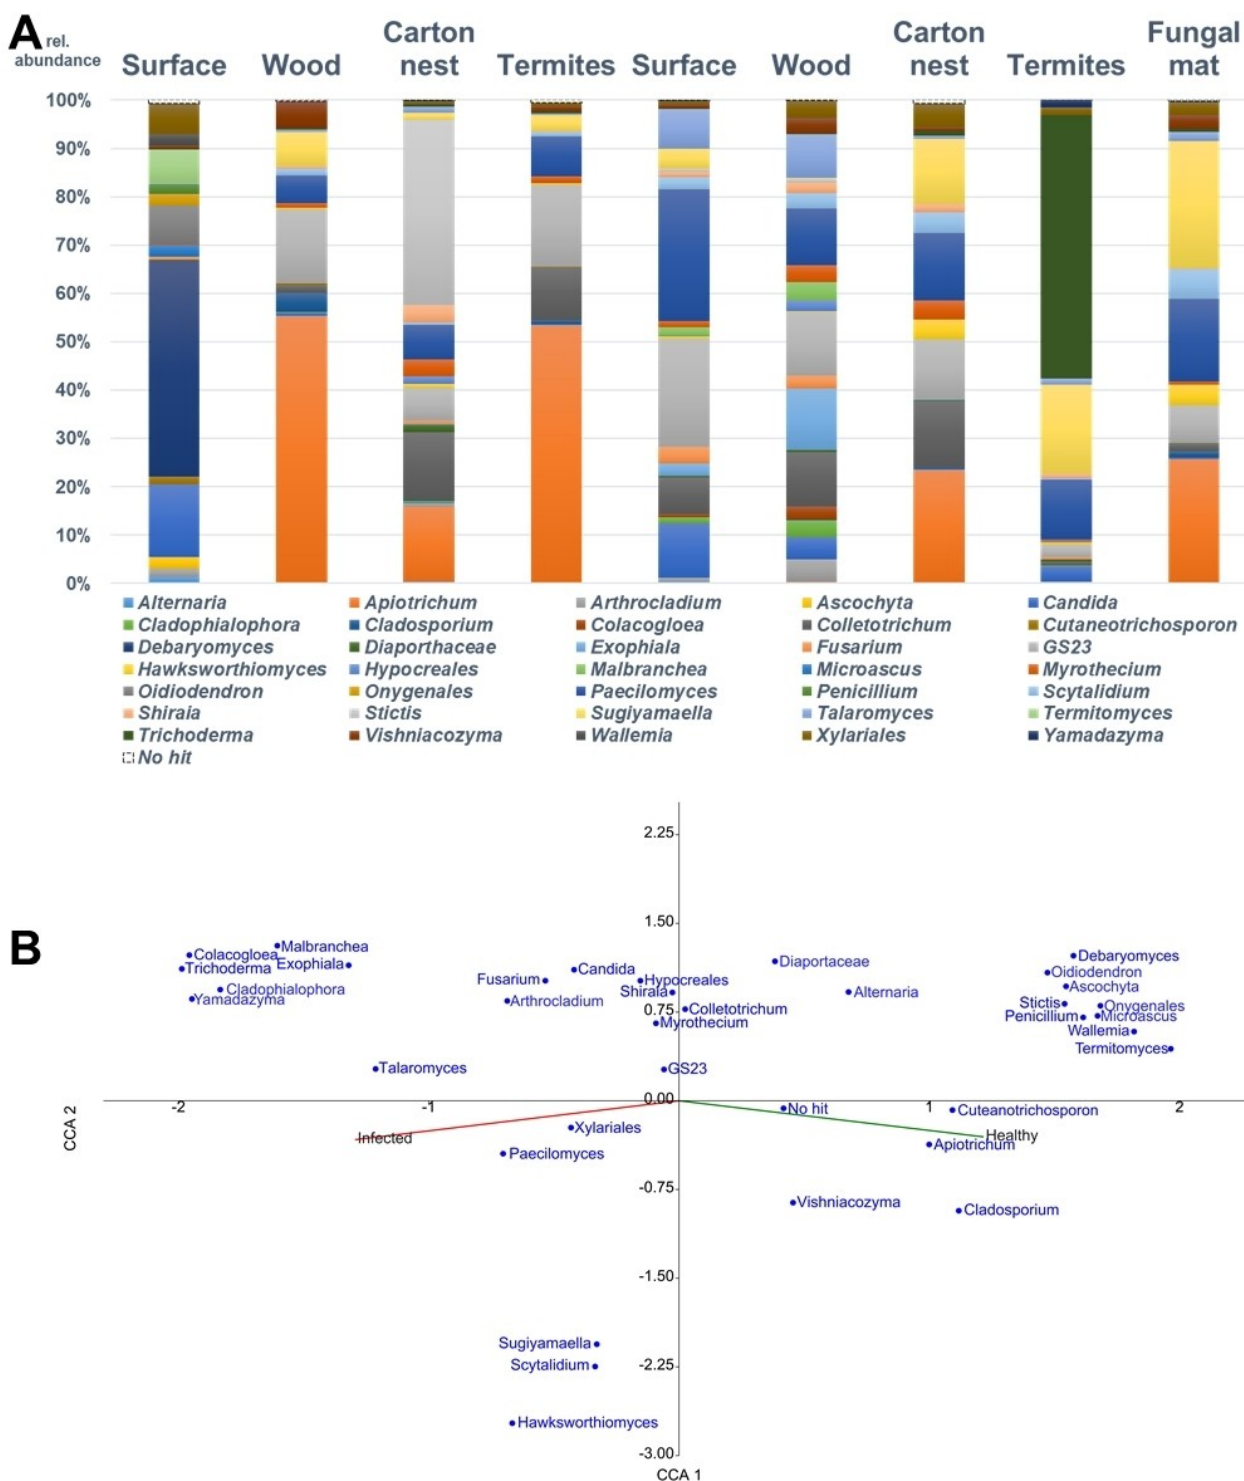 A
rel.
abundance
Surface
Wood
Carton
nest
Termites
Surface
Wood
Carton
nest
Termites
Fungal
mat
100%
90%
80%
70%
60%
50%
40%
30%
20%
10%
0%
Alternaria Apiotrichum Arthrocladium Ascochyta Candida
Cladophialophora Cladosporium Colacogloea Colletotrichum Cutaneotrichosporon
Debaryomyces Diaporthaceae Exophiala Fusarium GS23
Hawksworthiomyces Hypocreales Malbranchea Microascus Myrothecium
Oidiodendron Onygenales Paecilomyces Penicillium Scytalidium
Shiraia Stictis Sugiyamaella Talaromyces Termitomyces
Trichoderma Vishniacozyma Wallemia Xylariales Yamadazyma
No hit
B
2.25
1.50
Malbranchea
Colacogloea
Debaryomyces
Exophiala
Diaportaceae
Trichoderma
Candida
Oidiodendron
Fusarium
Hypocreales
Ascochyta
Cladophialophora
Shirala
Alternaria
Yamadazyma
Arthrocladium
Stictis
Onygenales
0.75
Colletotrichum
Penicillium
Microascus
Myrothecium
Wallemia
Termitomyces
Talaromyces
GS23
0.00
-2
-1
1
2
CCA 2
No hit
Cuteanotrichosporon
Xylariales
Infected
Healthy
Apiotrichum
Paecilomyces
-0.75
Vishniacozyma
Cladosporium
-1.50
Sugiyamaella
Scytalidium
-2.25
Hawksworthiomyces
-3.00
CCA 1